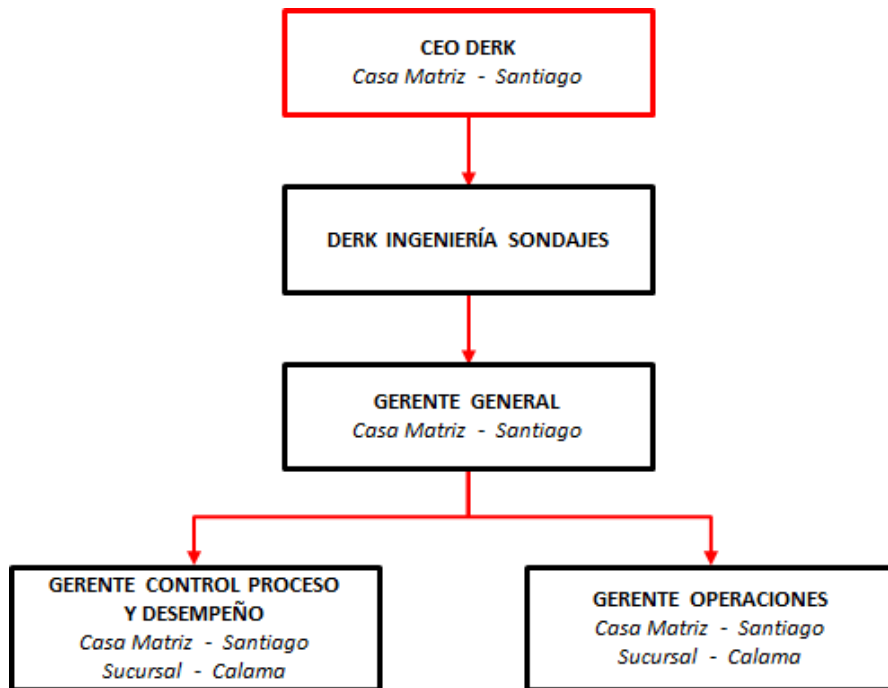 CEO DERK
Casa Matriz - Santiago
DERK INGENIERÍA SONDAJES
GERENTE GENERAL
Casa Matriz - Santiago
GERENTE CONTROL PROCESO
Y DESEMPEÑO
Casa Matriz - Santiago
Sucursal - Calama
GERENTE OPERACIONES
Casa Matriz - Santiago
Sucursal - Calama